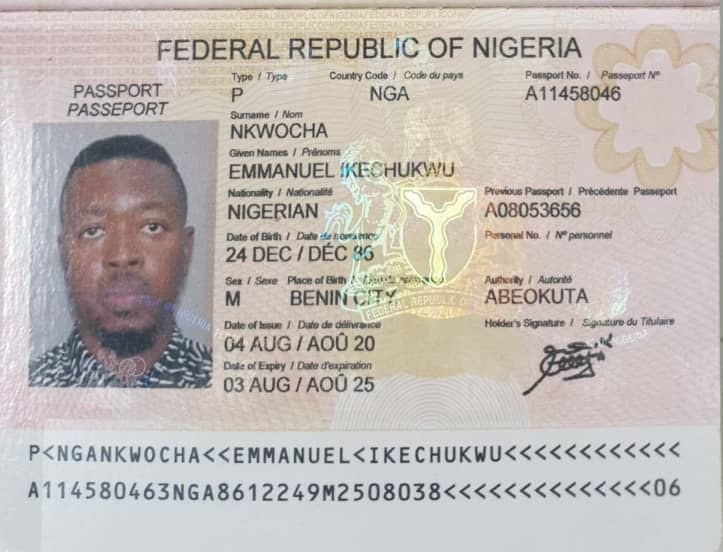 FEDERAL REPUBLIC OF NIGERIA
PASSPORT
PASSEPORT
Type / Type Country Code / Code du pays Passport No. / Passeport Nº
P NGA A11458046
Surname / Nom
NKWOCHA
Given Names / Prénoms
EMMANUEL IKECHUKWU
Nationality / Nationalité Previous Passport / Précédente Passeport
NIGERIAN A08053656
Date of Birth / Date de naissance Personal No. / Nº personnel
24 DEC / DÉC 86
Sex / Sexe Place of Birth Authority / Autorité
M BENIN CITY ABEOKUTA
Date of Issue / Date de délivrance Holder's Signature / Signature du Titulaire
04 AUG / AOÛ 20
Date of Expiry / Date d'expiration
03 AUG / AOÛ 25
FEDERAL REPUBLIC O
P<NGANKWOCHA<<EMMANUEL<IKECHUKWU<<<<<<<<<<<<
A114580463NGA8612249M2508038<<<<<<<<<<<<<<06